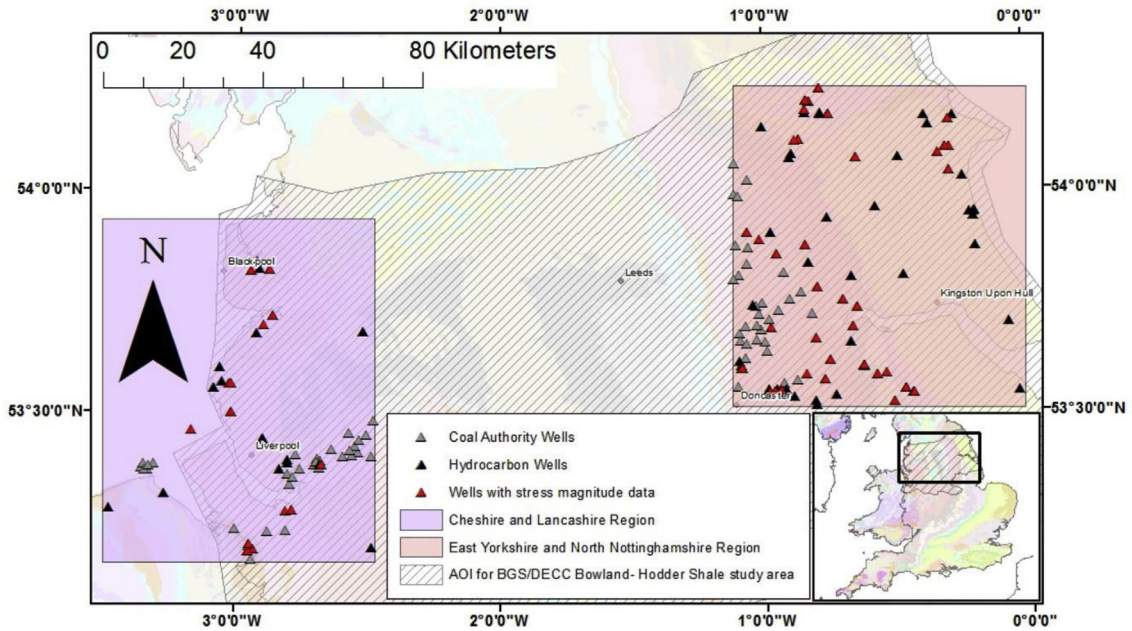 3°0'0"W 2°0'0"W 1°0'0"W 0°0'0"
0 20 40 80 Kilometers
54°0'0"N 54°0'0"N
N
Blackpool
Leeds
Kingston Upon Hull
53°30'0"N 53°30'0"N
Doncaster
Liverpool
Coal Authority Wells
Hydrocarbon Wells
Wells with stress magnitude data
Cheshire and Lancashire Region
East Yorkshire and North Nottinghamshire Region
AOI for BGS/DECC Bowland- Hodder Shale study area
3°0'0"W 2°0'0"W 1°0'0"W 0°0'0"